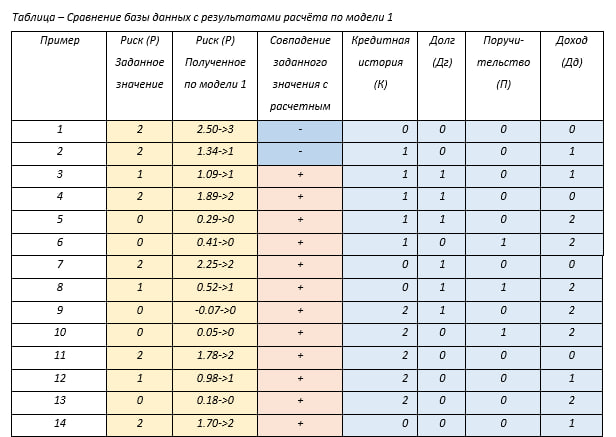 Таблица – Сравнение базы данных с результатами расчёта по модели 1
Пример Риск (Р) Заданное значение Риск (Р) Полученное по модели 1 Совпадение заданного значения с расчетным Кредитная история (К) Долг (Дг) Поручи-тельство (П) Доход (Дд)
1 2 2.50->3 - 0 0 0 0
2 2 1.34->1 - 1 0 0 1
3 1 1.09->1 + 1 1 0 1
4 2 1.89->2 + 1 1 0 0
5 0 0.29->0 + 1 1 0 2
6 0 0.41->0 + 1 0 1 2
7 2 2.25->2 + 0 1 0 0
8 1 0.52->1 + 0 1 1 2
9 0 -0.07->0 + 2 1 0 2
10 0 0.05->0 + 2 0 1 2
11 2 1.78->2 + 2 0 0 0
12 1 0.98->1 + 2 0 0 1
13 0 0.18->0 + 2 0 0 2
14 2 1.70->2 + 0 0 0 1